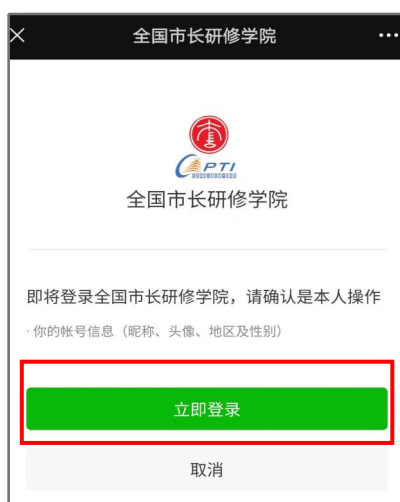 全国市长研修学院
CPTI
全国市长研修学院
即将登录全国市长研修学院，请确认是本人操作
·你的帐号信息（昵称、头像、地区及性别）
立即登录
取消